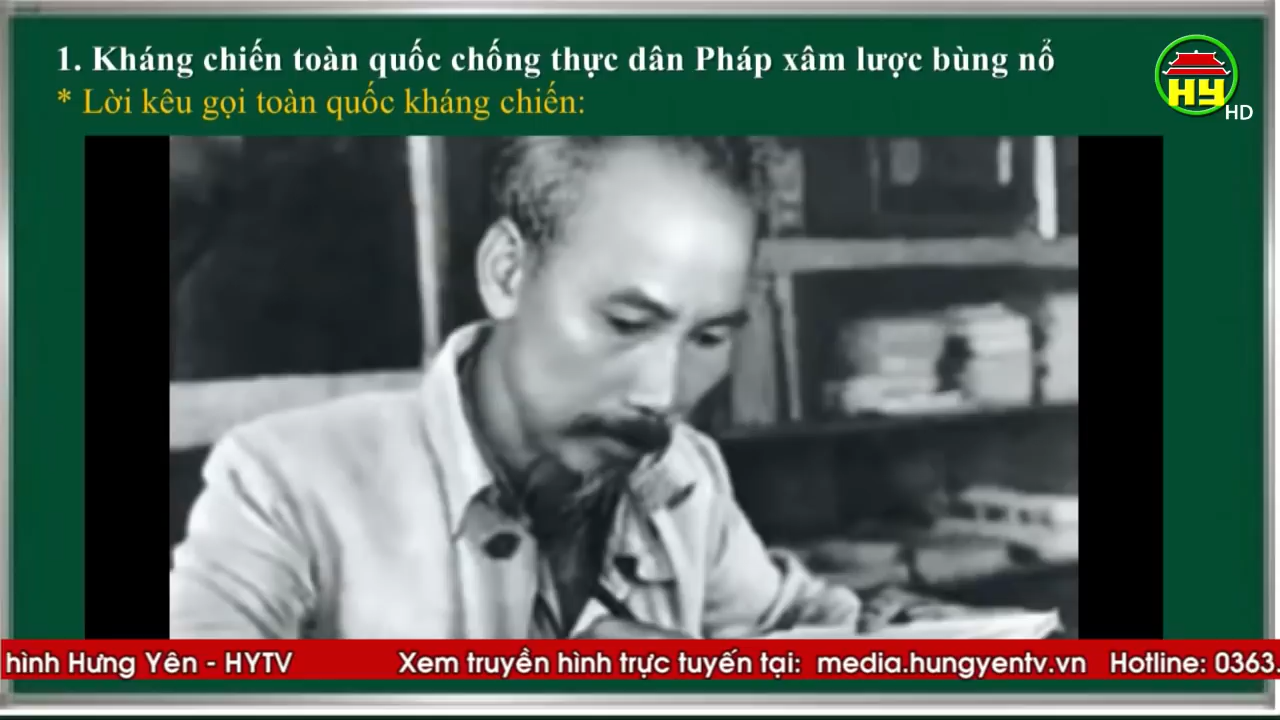 1. Kháng chiến toàn quốc chống thực dân Pháp xâm lược bùng nổ
* Lời kêu gọi toàn quốc kháng chiến:
HY
HD
hình Hưng Yên - HYTV Xem truyền hình trực tuyến tại: media.hungyentv.vn Hotline: 0363.